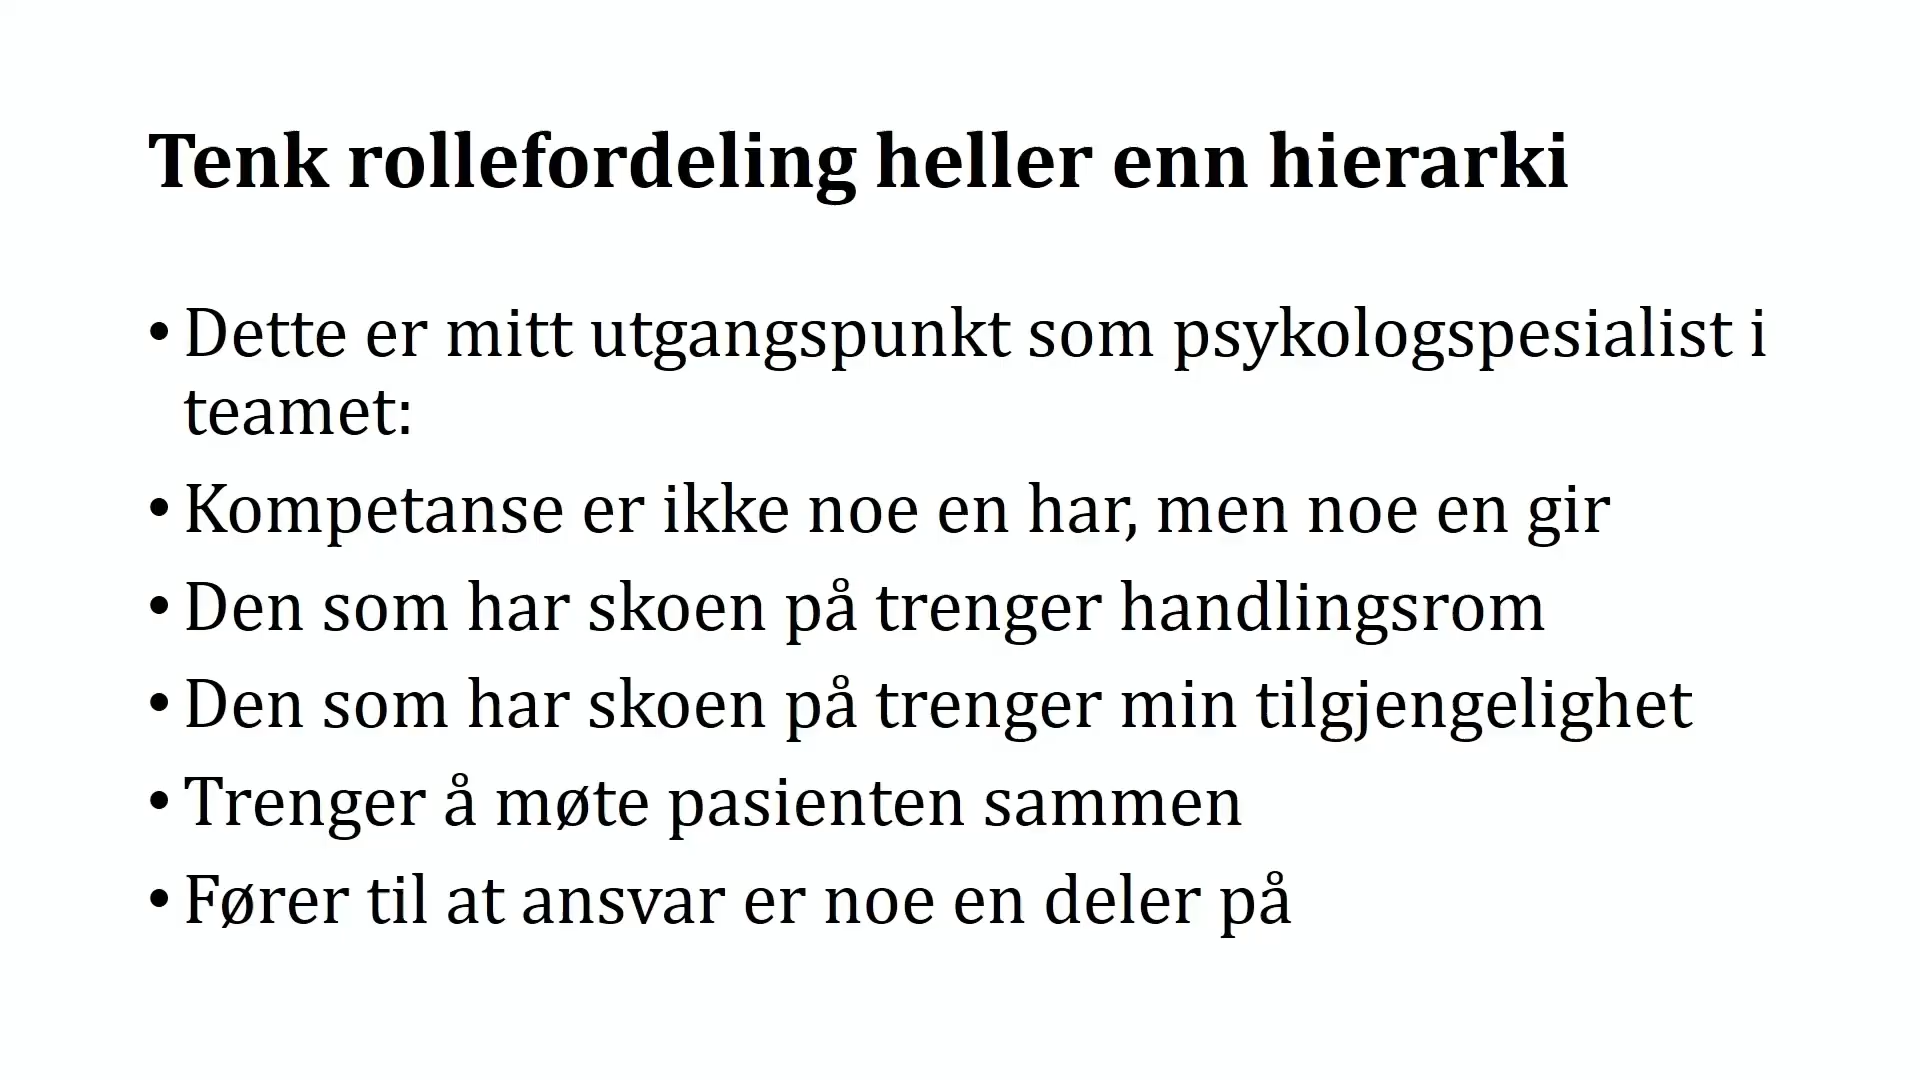 Tenk rollefordeling heller enn hierarki
• Dette er mitt utgangspunkt som psykologspesialist i
teamet:
• Kompetanse er ikke noe en har, men noe en gir
• Den som har skoen på trenger handlingsrom
• Den som har skoen på trenger min tilgjengelighet
• Trenger å møte pasienten sammen
• Fører til at ansvar er noe en deler på